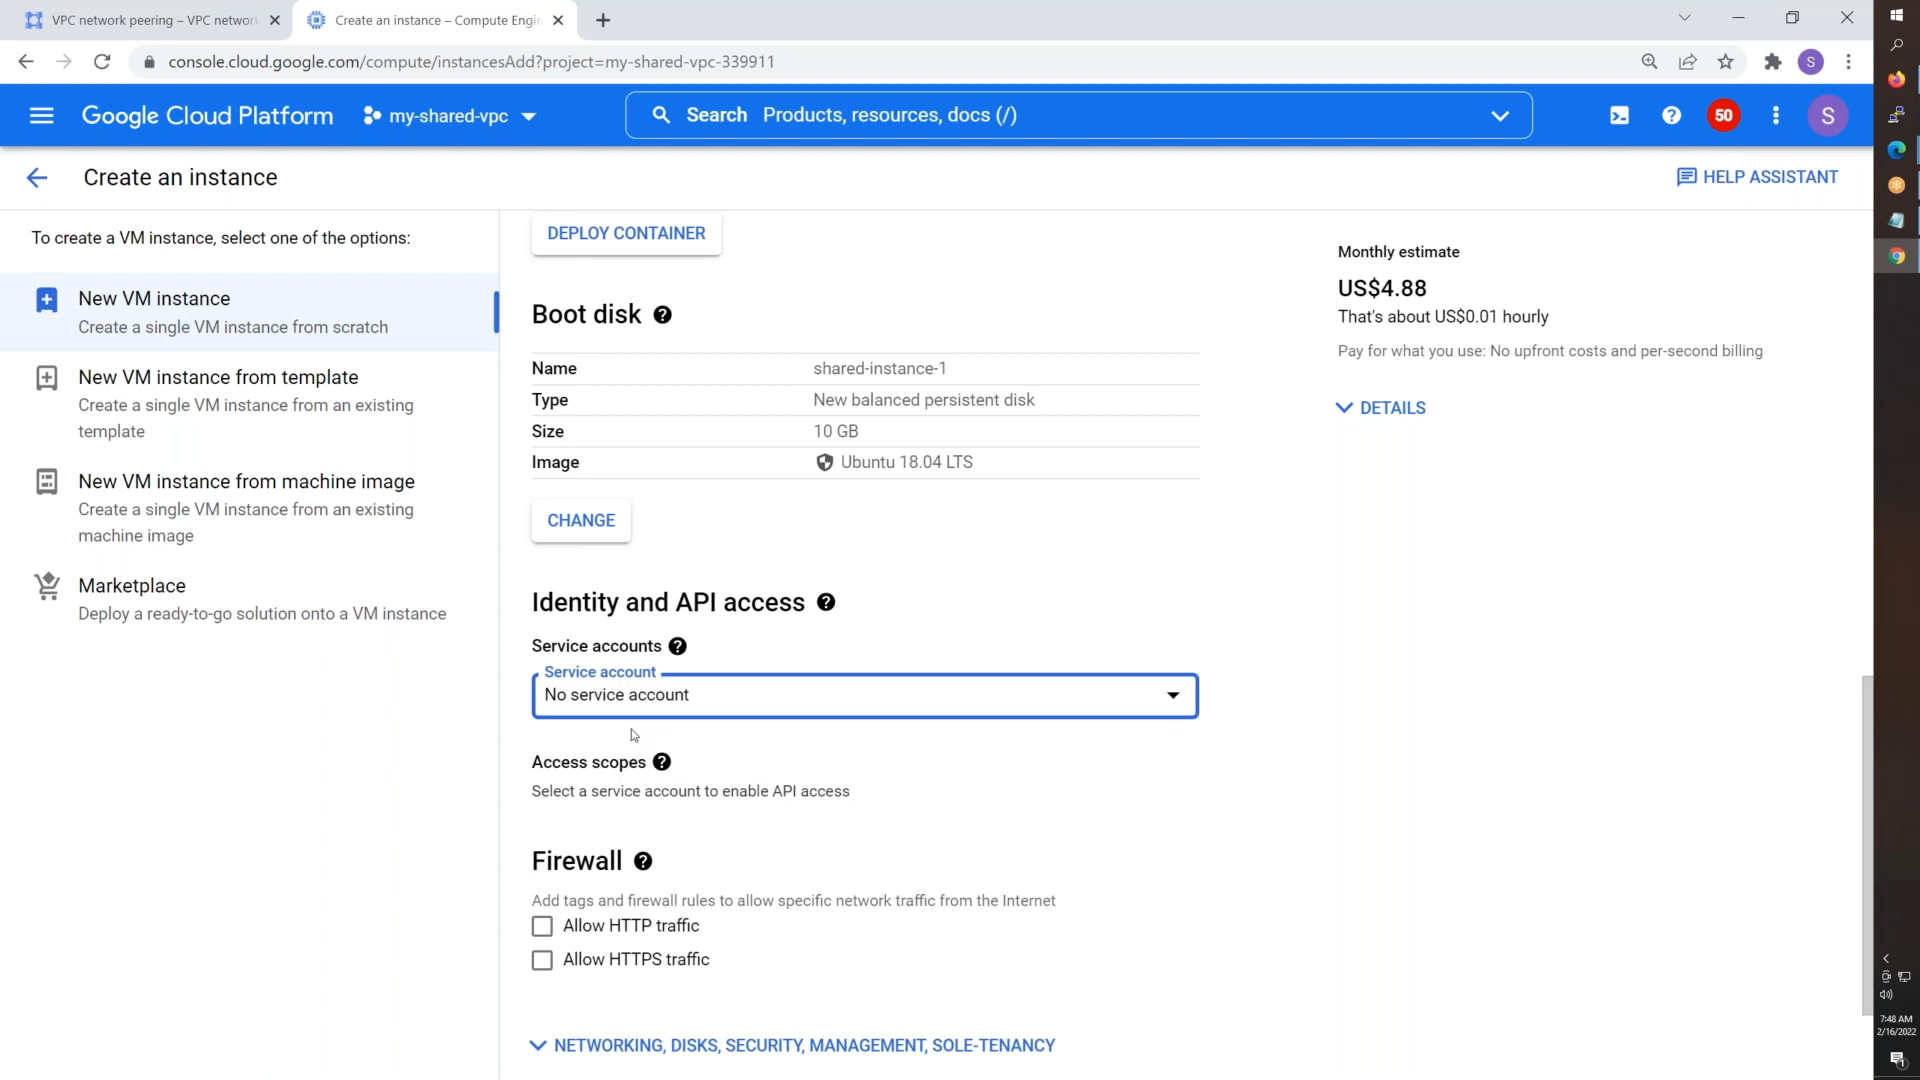 VPC network peering – VPC network
Create an instance – Compute Engin
console.cloud.google.com/compute/instancesAdd?project=my-shared-vpc-339911
S
Google Cloud Platform
my-shared-vpc
Search Products, resources, docs (/)
50
S
Create an instance
HELP ASSISTANT
To create a VM instance, select one of the options:
New VM instance
Create a single VM instance from scratch
New VM instance from template
Create a single VM instance from an existing
template
New VM instance from machine image
Create a single VM instance from an existing
machine image
Marketplace
Deploy a ready-to-go solution onto a VM instance
DEPLOY CONTAINER
Boot disk
Name shared-instance-1
Type New balanced persistent disk
Size 10 GB
Image Ubuntu 18.04 LTS
CHANGE
Identity and API access
Service accounts
Service account
No service account
Access scopes
Select a service account to enable API access
Firewall
Add tags and firewall rules to allow specific network traffic from the Internet
Allow HTTP traffic
Allow HTTPS traffic
NETWORKING, DISKS, SECURITY, MANAGEMENT, SOLE-TENANCY
Monthly estimate
US$4.88
That's about US$0.01 hourly
Pay for what you use: No upfront costs and per-second billing
DETAILS
7:48 AM
2/16/2022
1